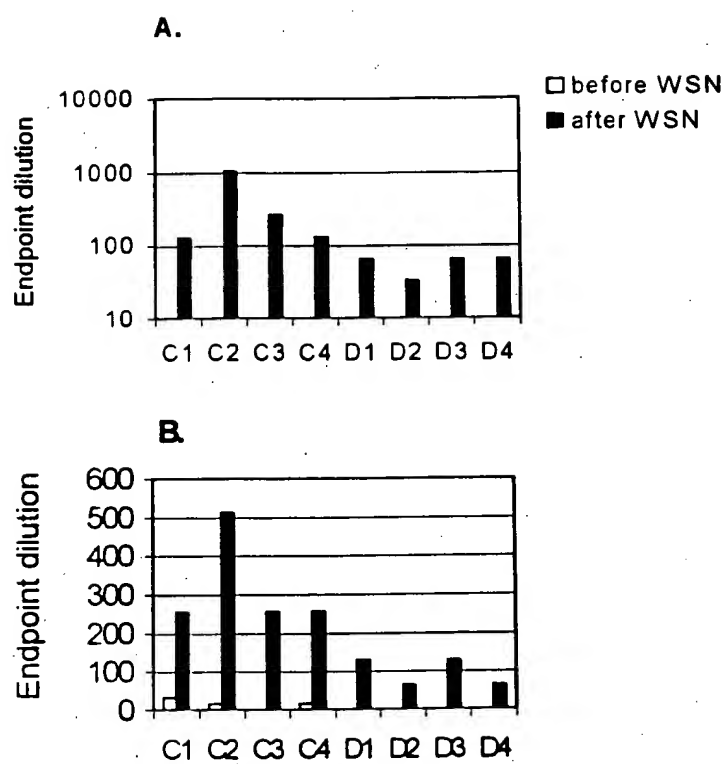 A.
before WSN
after WSN
Endpoint dilution
10000
1000
100
10
C1 C2 C3 C4 D1 D2 D3 D4
B.
Endpoint dilution
600
500
400
300
200
100
0
C1 C2 C3 C4 D1 D2 D3 D4